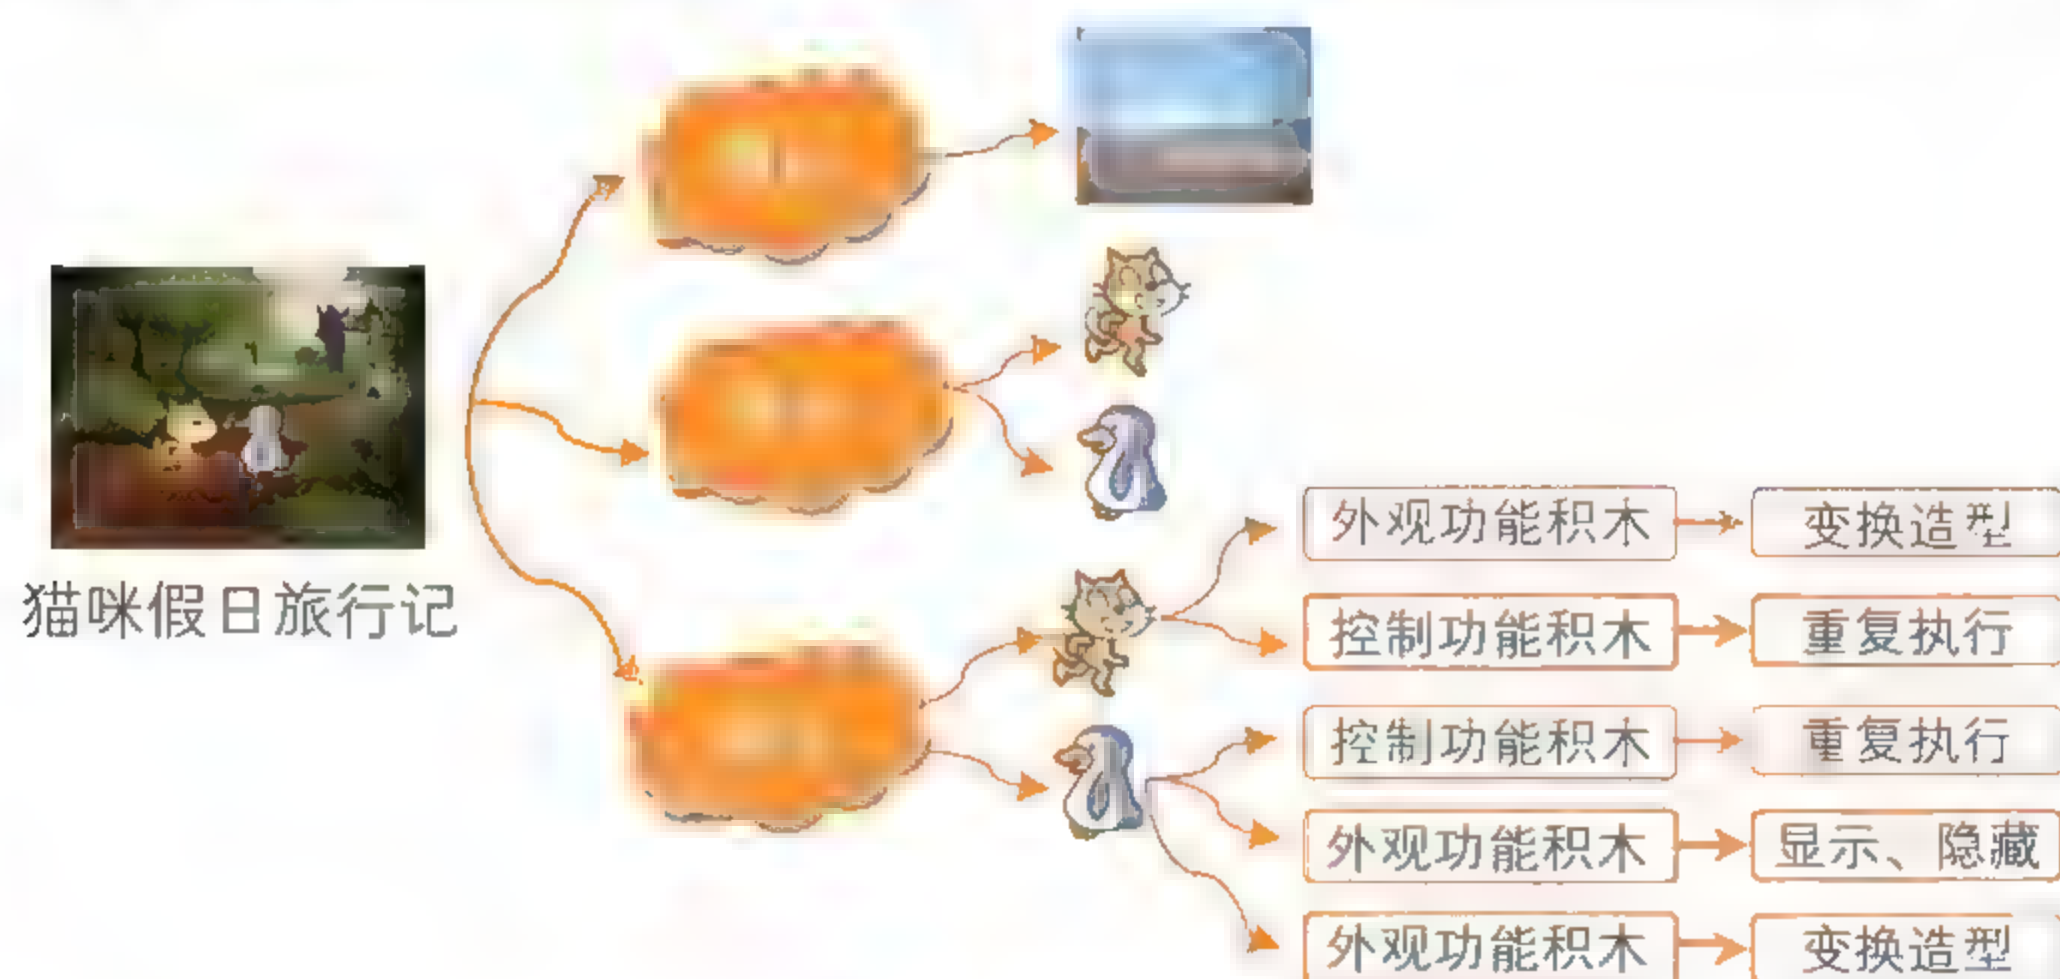 猫咪假日旅行记
外观功能积木 变换造型
控制功能积木 重复执行
控制功能积木 重复执行
外观功能积木 显示、隐藏
外观功能积木 变换造型